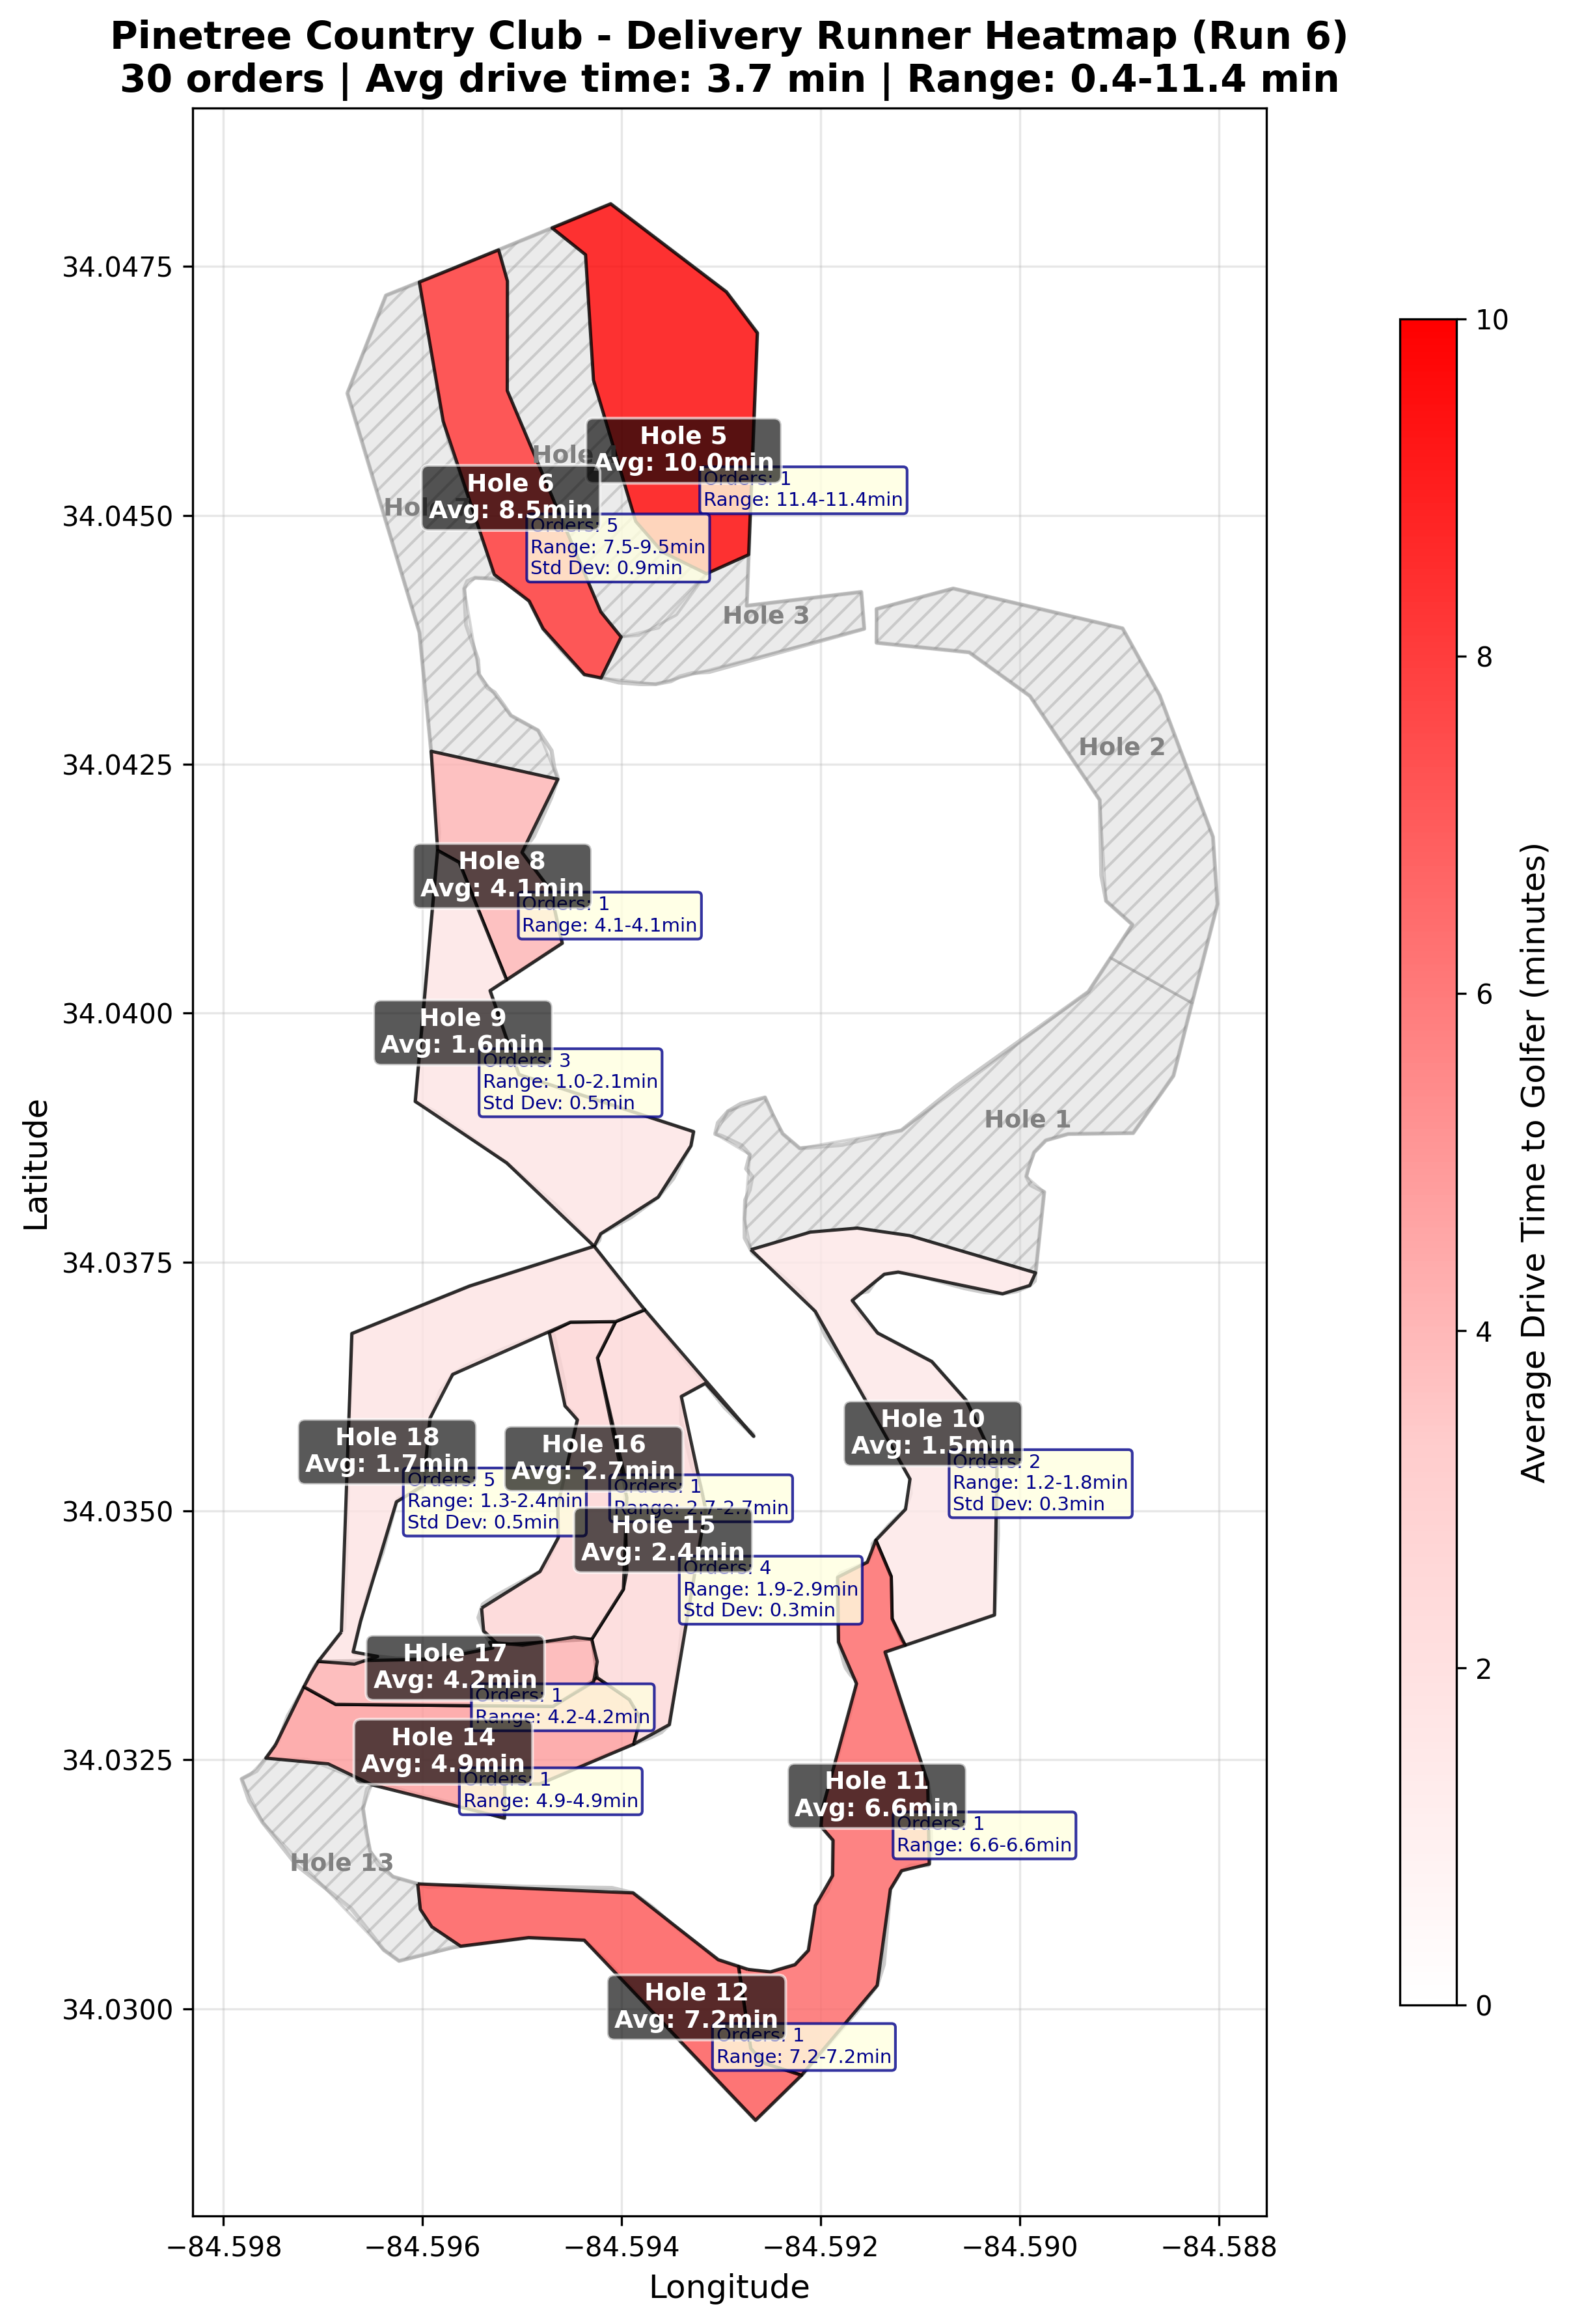 Pinetree Country Club - Delivery Runner Heatmap (Run 6)
30 orders | Avg drive time: 3.7 min | Range: 0.4-11.4 min
34.0475
34.0450
34.0425
34.0400
34.0375
34.0350
34.0325
34.0300
Latitude
−84.598
−84.596
−84.594
−84.592
−84.590
−84.588
Longitude
Hole 5
Avg: 10.0min
Orders: 1
Range: 11.4-11.4min
Hole
Hole 6
Avg: 8.5min
Orders: 5
Range: 7.5-9.5min
Std Dev: 0.9min
Hole 3
Hole 2
Hole 8
Avg: 4.1min
Orders: 1
Range: 4.1-4.1min
Hole 9
Avg: 1.6min
Orders: 3
Range: 1.0-2.1min
Std Dev: 0.5min
Hole 1
Hole 10
Avg: 1.5min
Orders: 2
Range: 1.2-1.8min
Std Dev: 0.3min
Hole 18
Avg: 1.7min
Orders: 5
Range: 1.3-2.4min
Std Dev: 0.5min
Hole 16
Avg: 2.7min
Orders: 1
Range: 2.7-2.7min
Hole 15
Avg: 2.4min
Orders: 4
Range: 1.9-2.9min
Std Dev: 0.3min
Hole 17
Avg: 4.2min
Orders: 1
Range: 4.2-4.2min
Hole 14
Avg: 4.9min
Orders: 1
Range: 4.9-4.9min
Hole 11
Avg: 6.6min
Orders: 1
Range: 6.6-6.6min
Hole 13
Hole 12
Avg: 7.2min
Orders: 1
Range: 7.2-7.2min
10
8
6
4
2
0
Average Drive Time to Golfer (minutes)